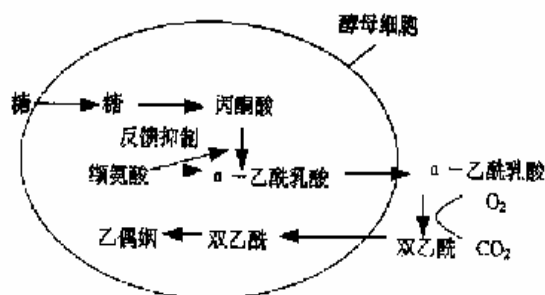 酵母细胞
糖 糖 丙酮酸
反馈抑制
缬氨酸 α-乙酰乳酸 α-乙酰乳酸
O₂
乙偶姻 双乙酰 双乙酰 CO₂